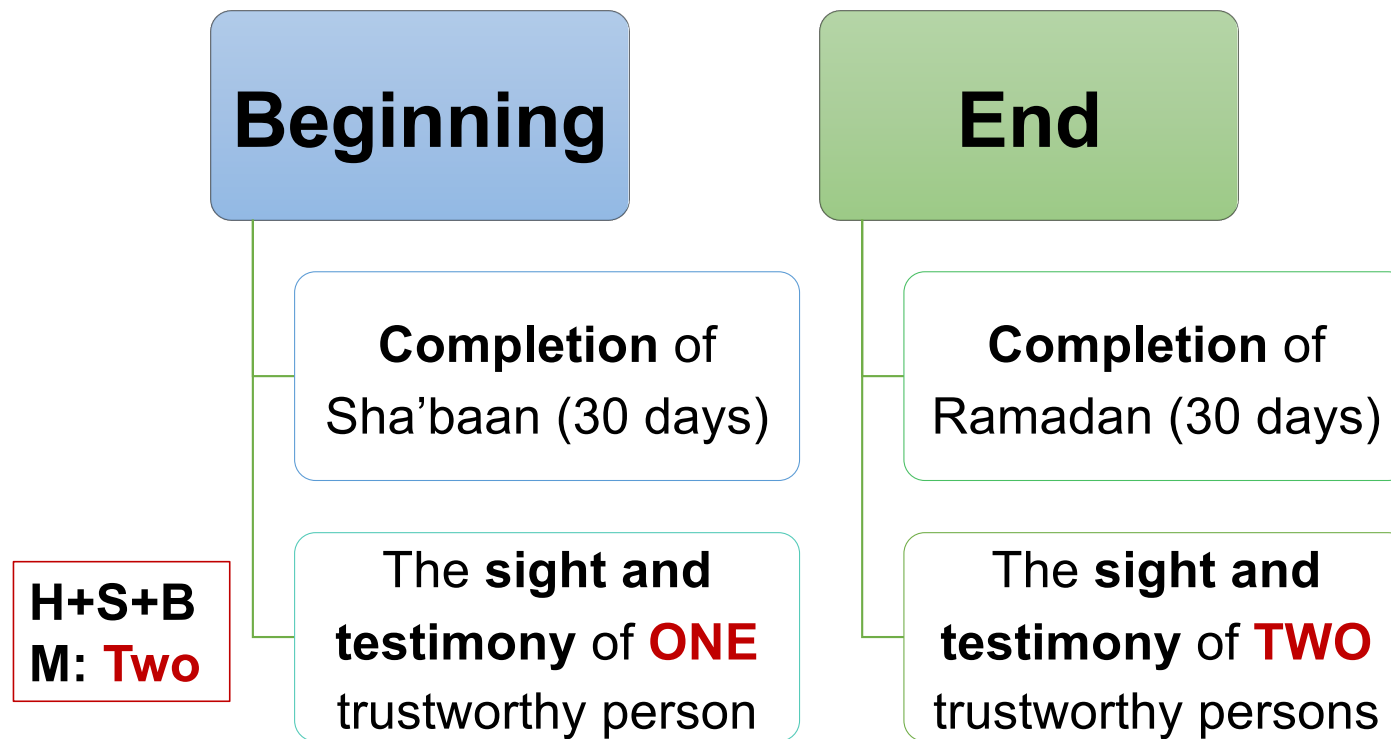 Beginning
Completion of
Sha’baan (30 days)
H+S+B
M: Two
The sight and
testimony of ONE
trustworthy person
End
Completion of
Ramadan (30 days)
The sight and
testimony of TWO
trustworthy persons